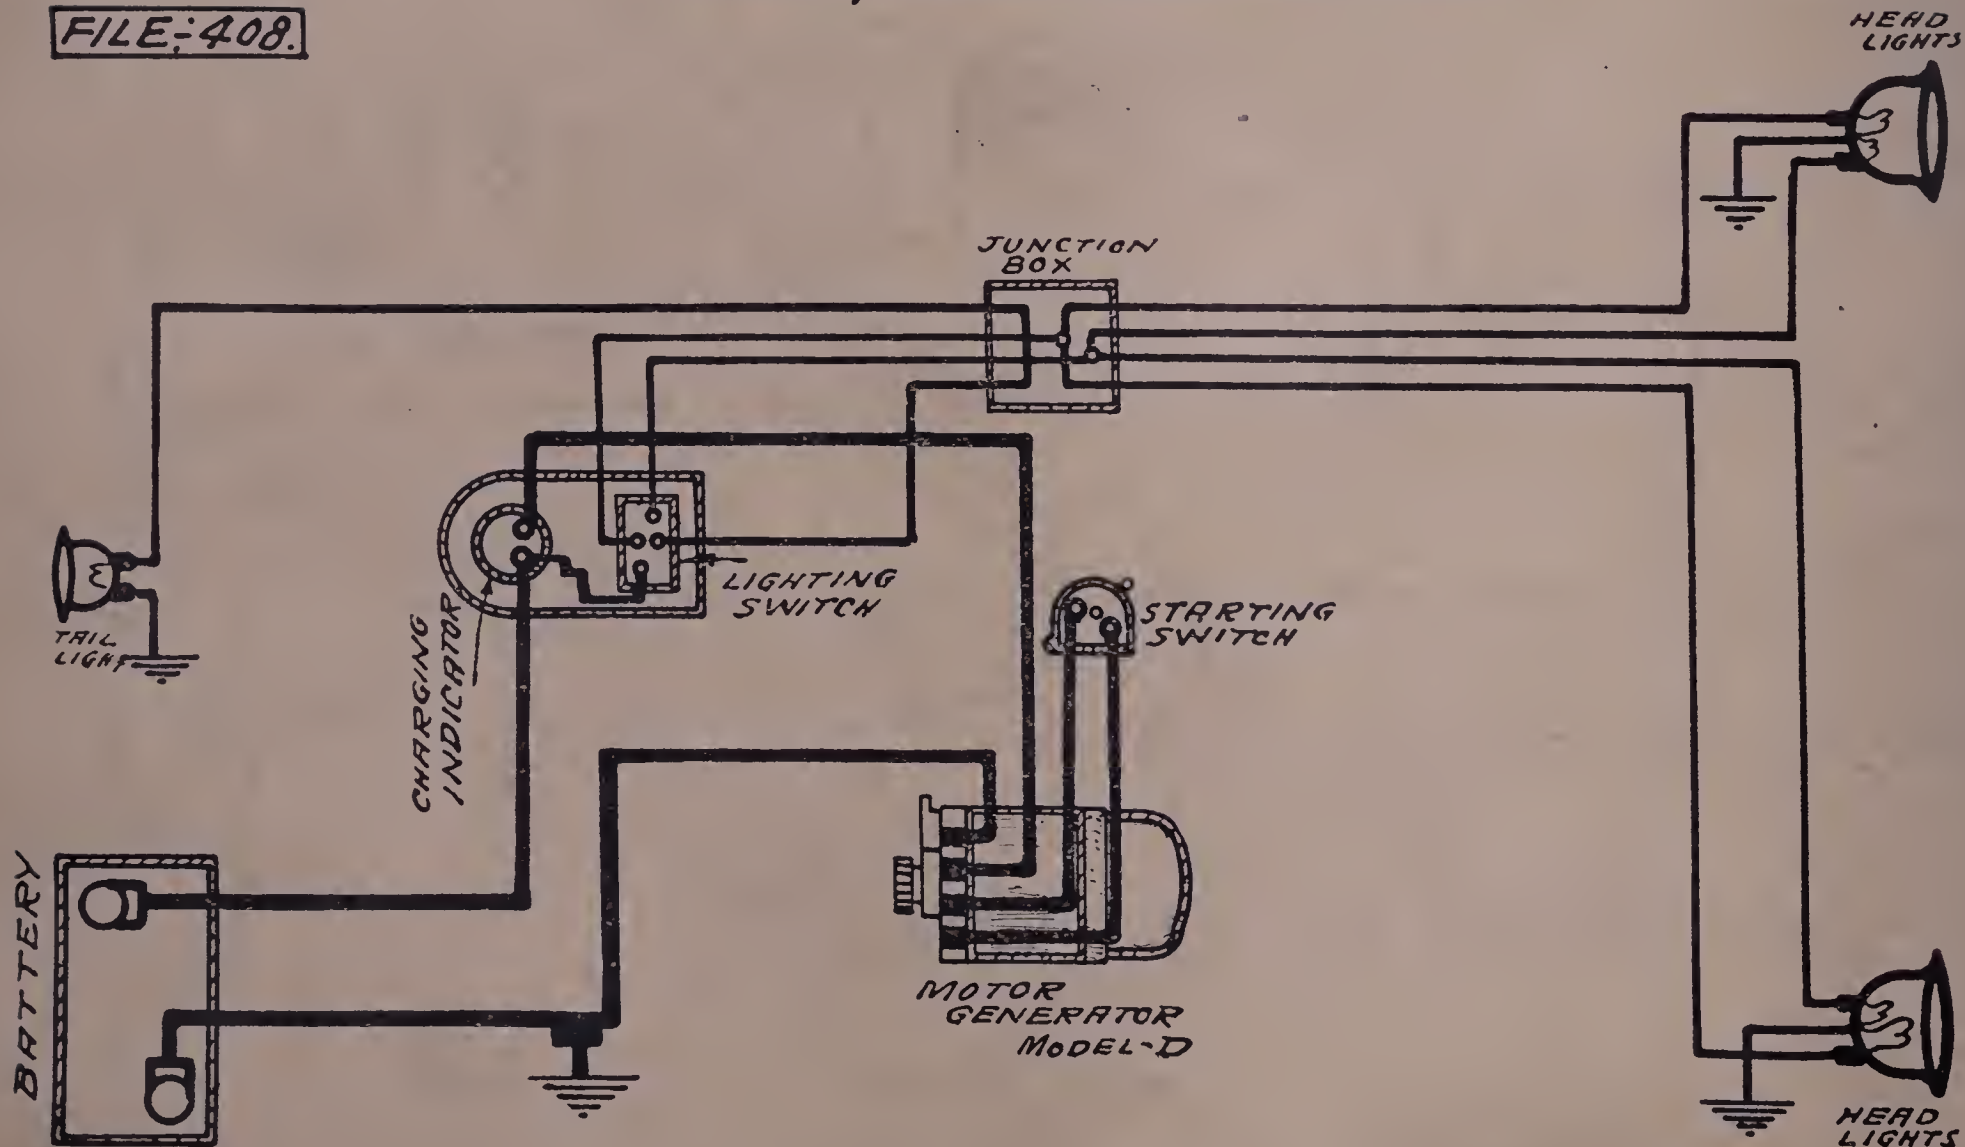 FILE:-408.
HEAD
LIGHTS
JUNCTION
BOX
LIGHTING
SWITCH
STARTING
SWITCH
TAIL
LIGHT
CHARGING
INDICATOR
BATTERY
MOTOR
GENERATOR
MODEL-D
HEAD
LIGHTS